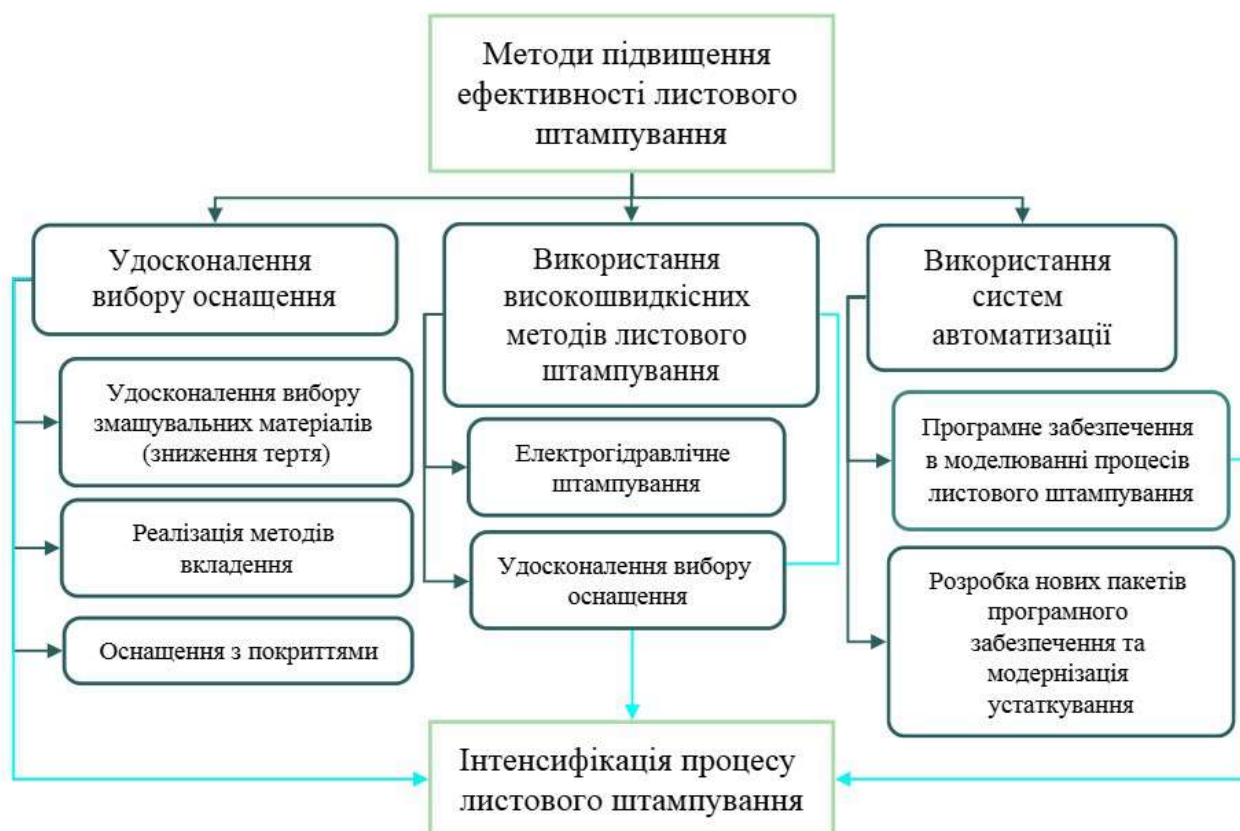 Методи підвищення
ефективності листового
штампування
Удосконалення
вибору оснащення
Удосконалення вибору
змащувальних матеріалів
(зниження тертя)
Реалізація методів
вкладення
Оснащення з покриттями
Використання
високошвидкісних
методів листового
штампування
Електрогідравлічне
штампування
Удосконалення вибору
оснащення
Використання
систем
автоматизації
Програмне забезпечення
в моделюванні процесів
листового штампування
Розробка нових пакетів
програмного
забезпечення та
модернізація
устаткування
Інтенсифікація процесу
листового штампування